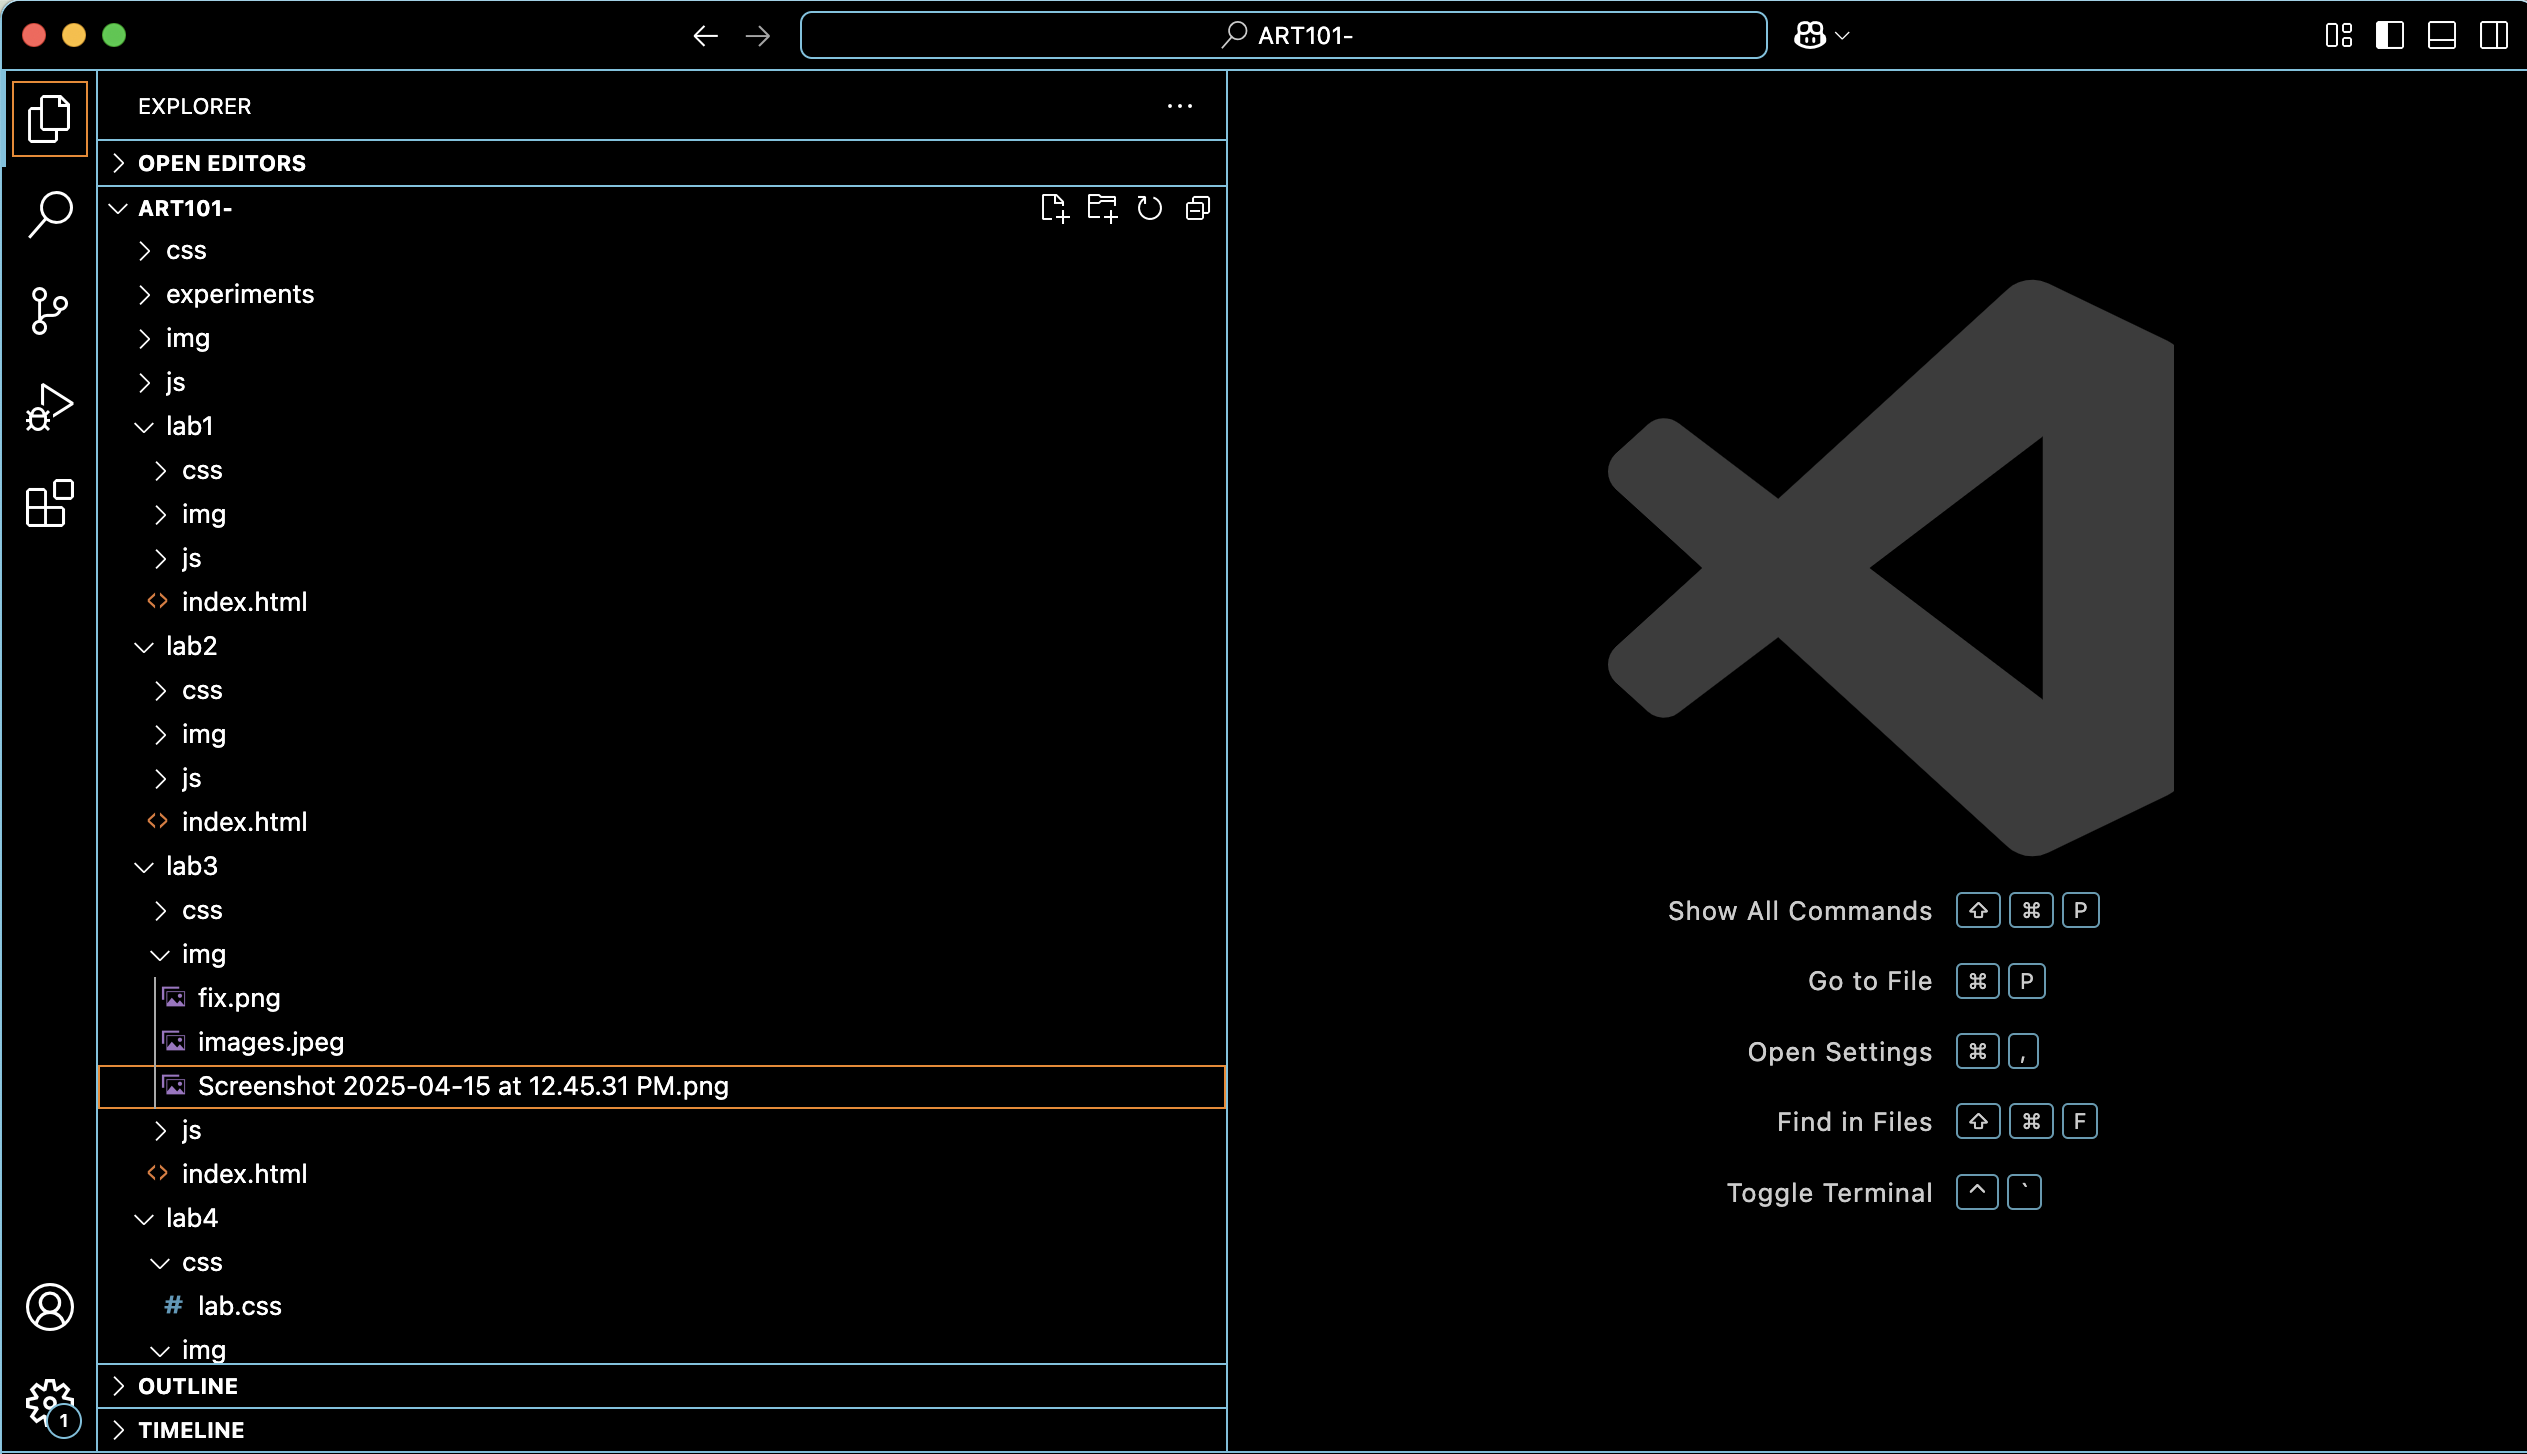 ART101-
EXPLORER
OPEN EDITORS
ART101-
css
experiments
img
js
lab1
css
img
js
index.html
lab2
css
img
js
index.html
lab3
css
img
fix.png
images.jpeg
Screenshot 2025-04-15 at 12.45.31 PM.png
js
index.html
lab4
css
# lab.css
img
OUTLINE
TIMELINE
1
Show All Commands ⇧ ⌘ P
Go to File ⌘ P
Open Settings ⌘ ,
Find in Files ⇧ ⌘ F
Toggle Terminal ^ `